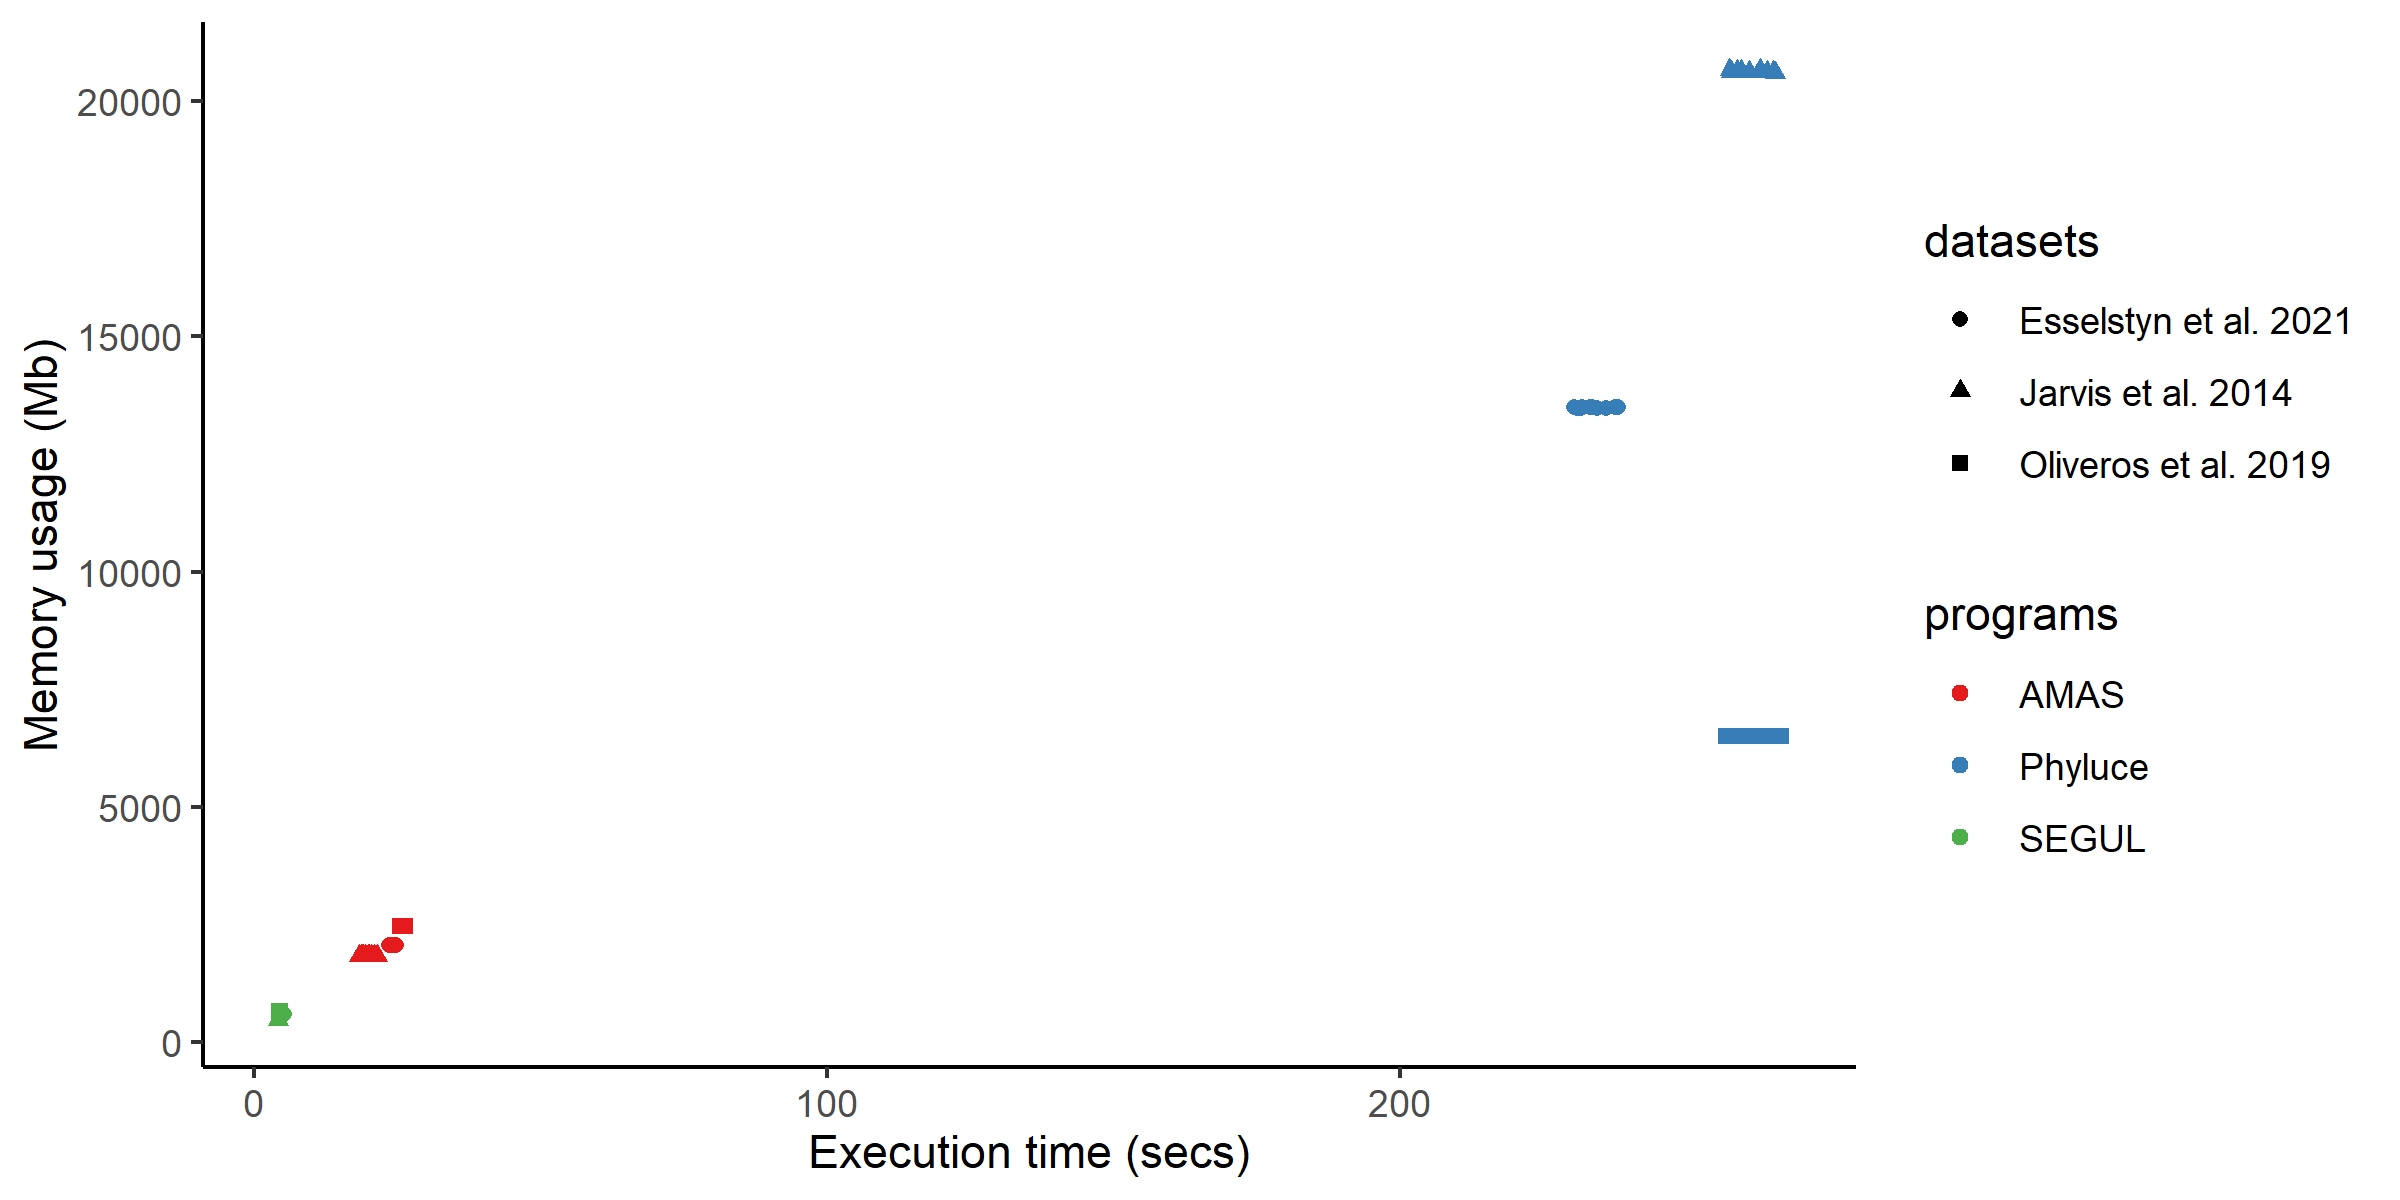 20000
15000
10000
5000
0
Memory usage (Mb)
0
100
200
Execution time (secs)
datasets
Esselstyn et al. 2021
Jarvis et al. 2014
Oliveros et al. 2019
programs
AMAS
Phyluce
SEGUL